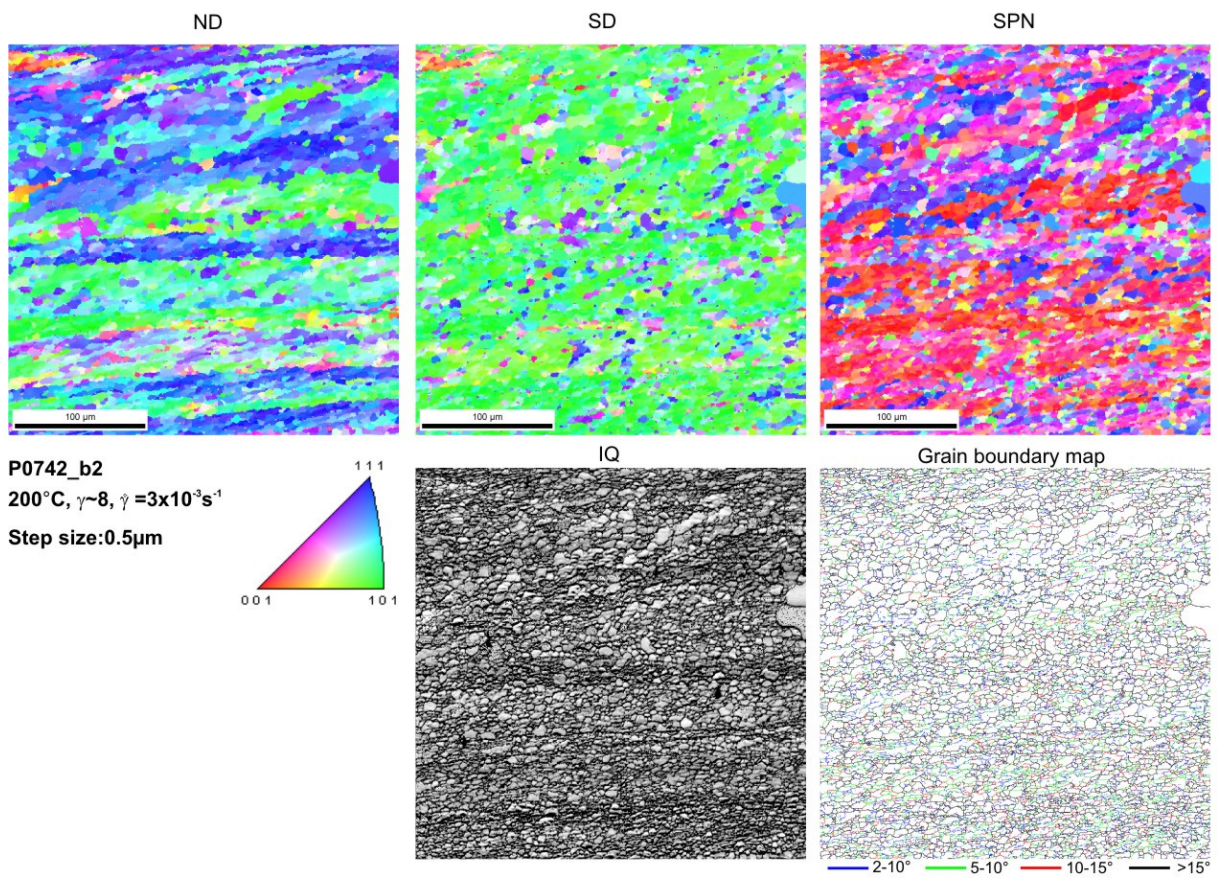 ND
SD
SPN
100 µm
100 µm
100 µm
P0742_b2
200°C, γ~8, γ̇ =3x10⁻³s⁻¹
Step size:0.5µm
1 1 1
0 0 1
1 0 1
IQ
Grain boundary map
2-10°
5-10°
10-15°
>15°